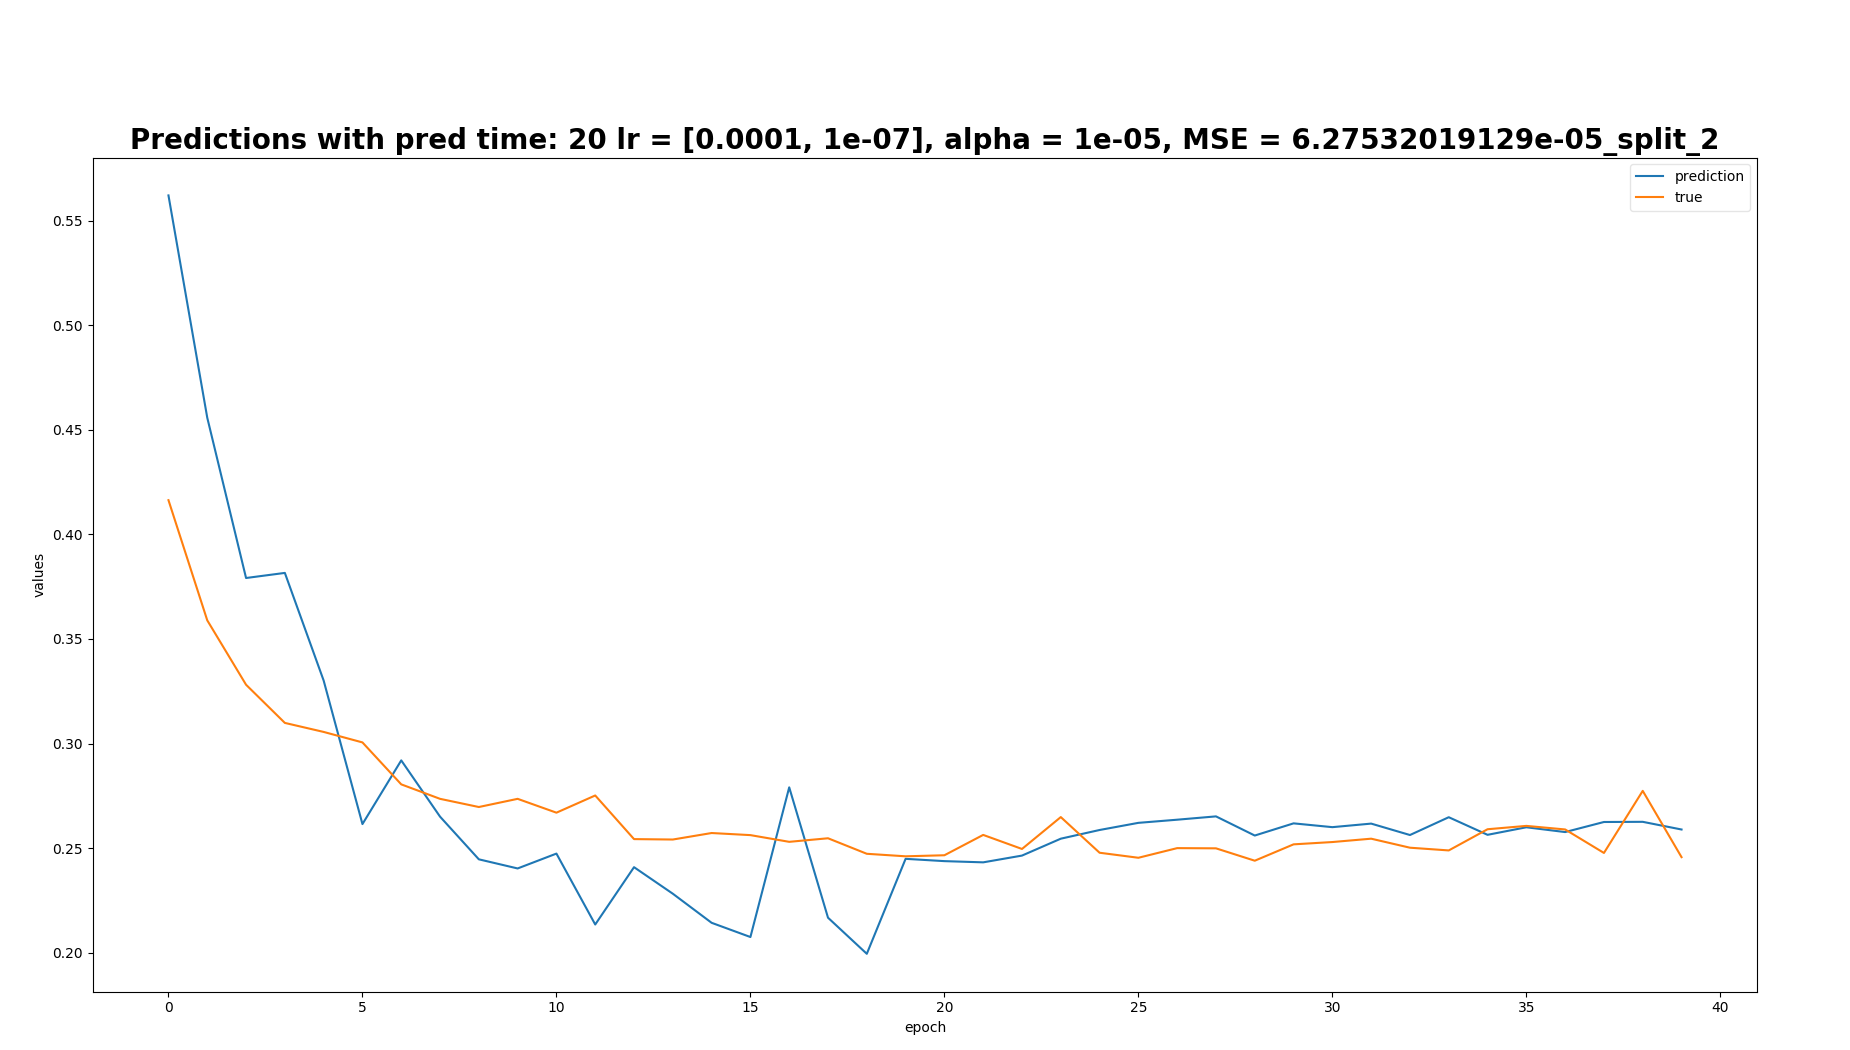 Predictions with pred time: 20 lr = [0.0001, 1e-07], alpha = 1e-05, MSE = 6.27532019129e-05_split_2
prediction
true
0.55
0.50
0.45
0.40
0.35
0.30
0.25
0.20
values
0 5 10 15 20 25 30 35 40
epoch